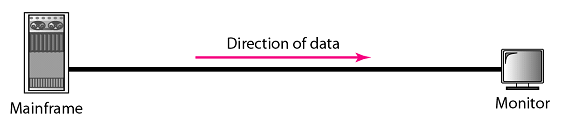 Direction of data
Mainframe
Monitor